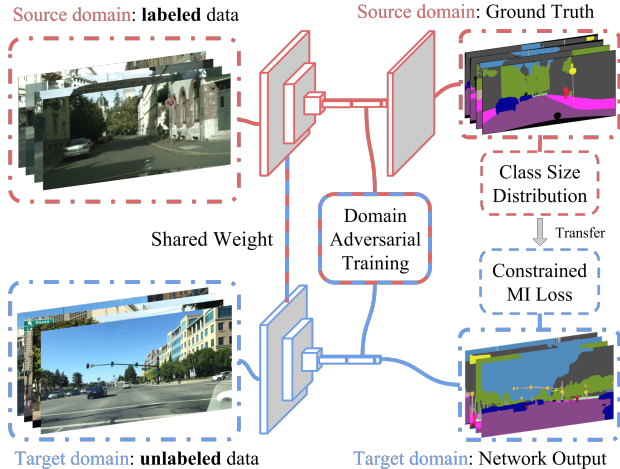 Source domain: labeled data
Source domain: Ground Truth
Class Size
Distribution
Transfer
Shared Weight
Domain
Adversarial
Training
Constrained
MI Loss
Target domain: unlabeled data
Target domain: Network Output